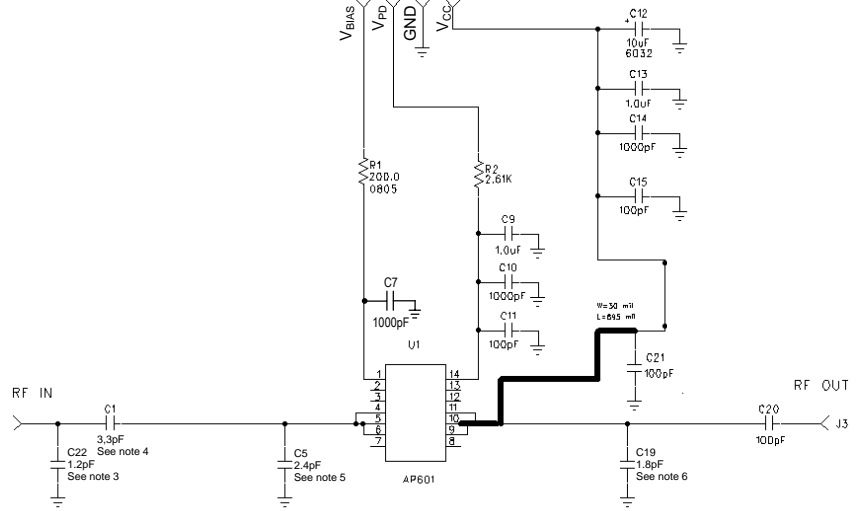 VBIAS
VPD
GND
VCC
C12
+
10uF
6032
C13
1.0uF
C14
1000pF
C15
100pF
R1
200.0
0805
R2
2.61K
C9
1.0uF
C10
1000pF
C11
100pF
C7
1000pF
W=30 mil
L=695 mil
C21
100pF
U1
1
2
3
4
5
6
7
14
13
12
11
10
9
8
AP601
RF IN
C1
3.3pF
See note 4
C22
1.2pF
See note 3
C5
2.4pF
See note 5
C19
1.8pF
See note 6
C20
100pF
RF OUT
J3